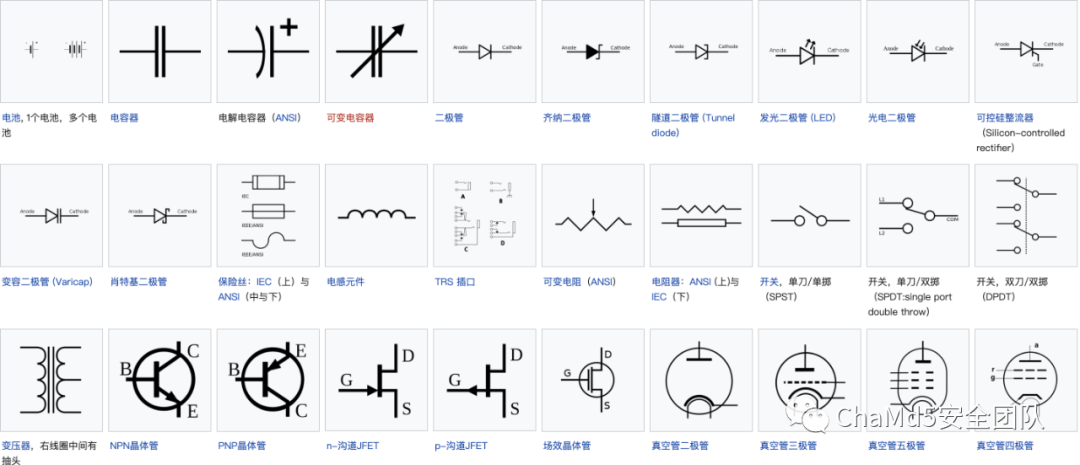 Anode Cathode
Anode Cathode
Anode Cathode
Anode Cathode
Anode Cathode
Anode Cathode
Gate
电池, 1个电池, 多个电
池
电容器
电解电容器（ANSI）
可变电容器
二极管
齐纳二极管
隧道二极管 (Tunnel
diode)
发光二极管 (LED)
光电二极管
可控硅整流器
（Silicon-controlled
rectifier）
Anode Cathode
Anode Cathode
IEC
IEEE/ANSI
IEEE/ANSI
A
B
C
D
L1
L2
COM
变容二极管 (Varicap)
肖特基二极管
保险丝：IEC（上）与
ANSI（中与下）
电感元件
TRS 插口
可变电阻（ANSI）
电阻器：ANSI (上)与
IEC（下）
开关，单刀/单掷
（SPST）
开关，单刀/双掷
（SPDT:single port
double throw）
开关，双刀/双掷
（DPDT）
B
C
E
B
E
C
G
D
S
G
D
S
G
D
S
a
r
g
变压器，右线圈中间有
抽头
NPN晶体管
PNP晶体管
n-沟道JFET
p-沟道JFET
场效晶体管
真空管二极管
真空管三极管
真空管五极管
真空管四极管
ChaMd5安全团队